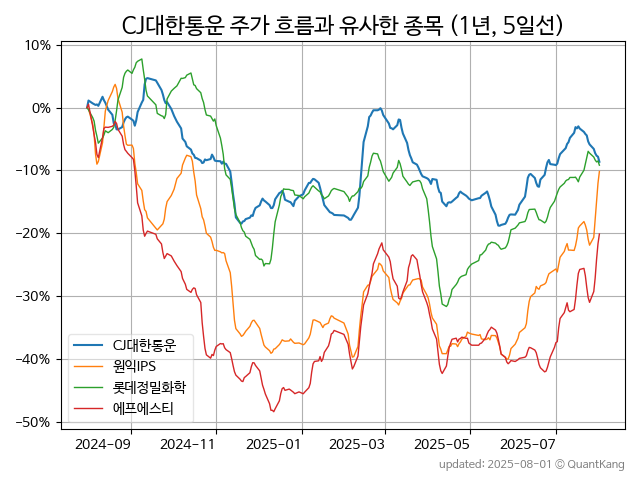 CJ대한통운 주가 흐름과 유사한 종목 (1년, 5일선)
10%
0%
−10%
−20%
−30%
−40%
−50%
CJ대한통운
원익IPS
롯데정밀화학
에프에스티
2024-09
2024-11
2025-01
2025-03
2025-05
2025-07
updated: 2025-08-01 © QuantKang